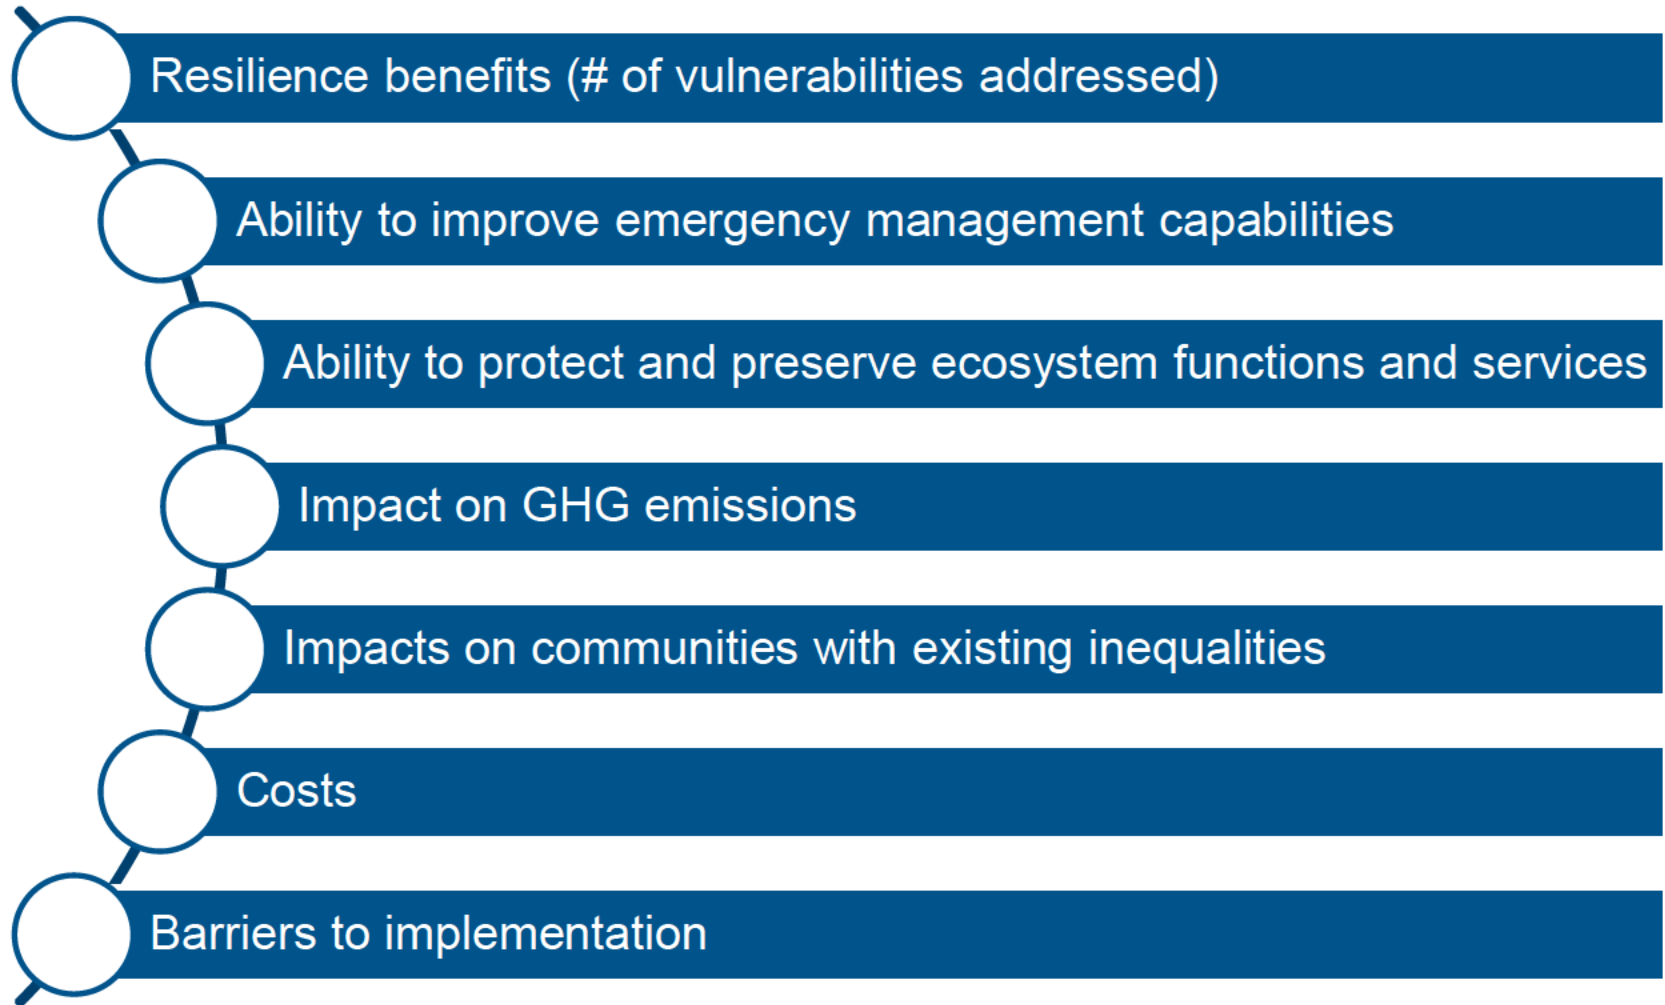 Resilience benefits (# of vulnerabilities addressed)
Ability to improve emergency management capabilities
Ability to protect and preserve ecosystem functions and services
Impact on GHG emissions
Impacts on communities with existing inequalities
Costs
Barriers to implementation